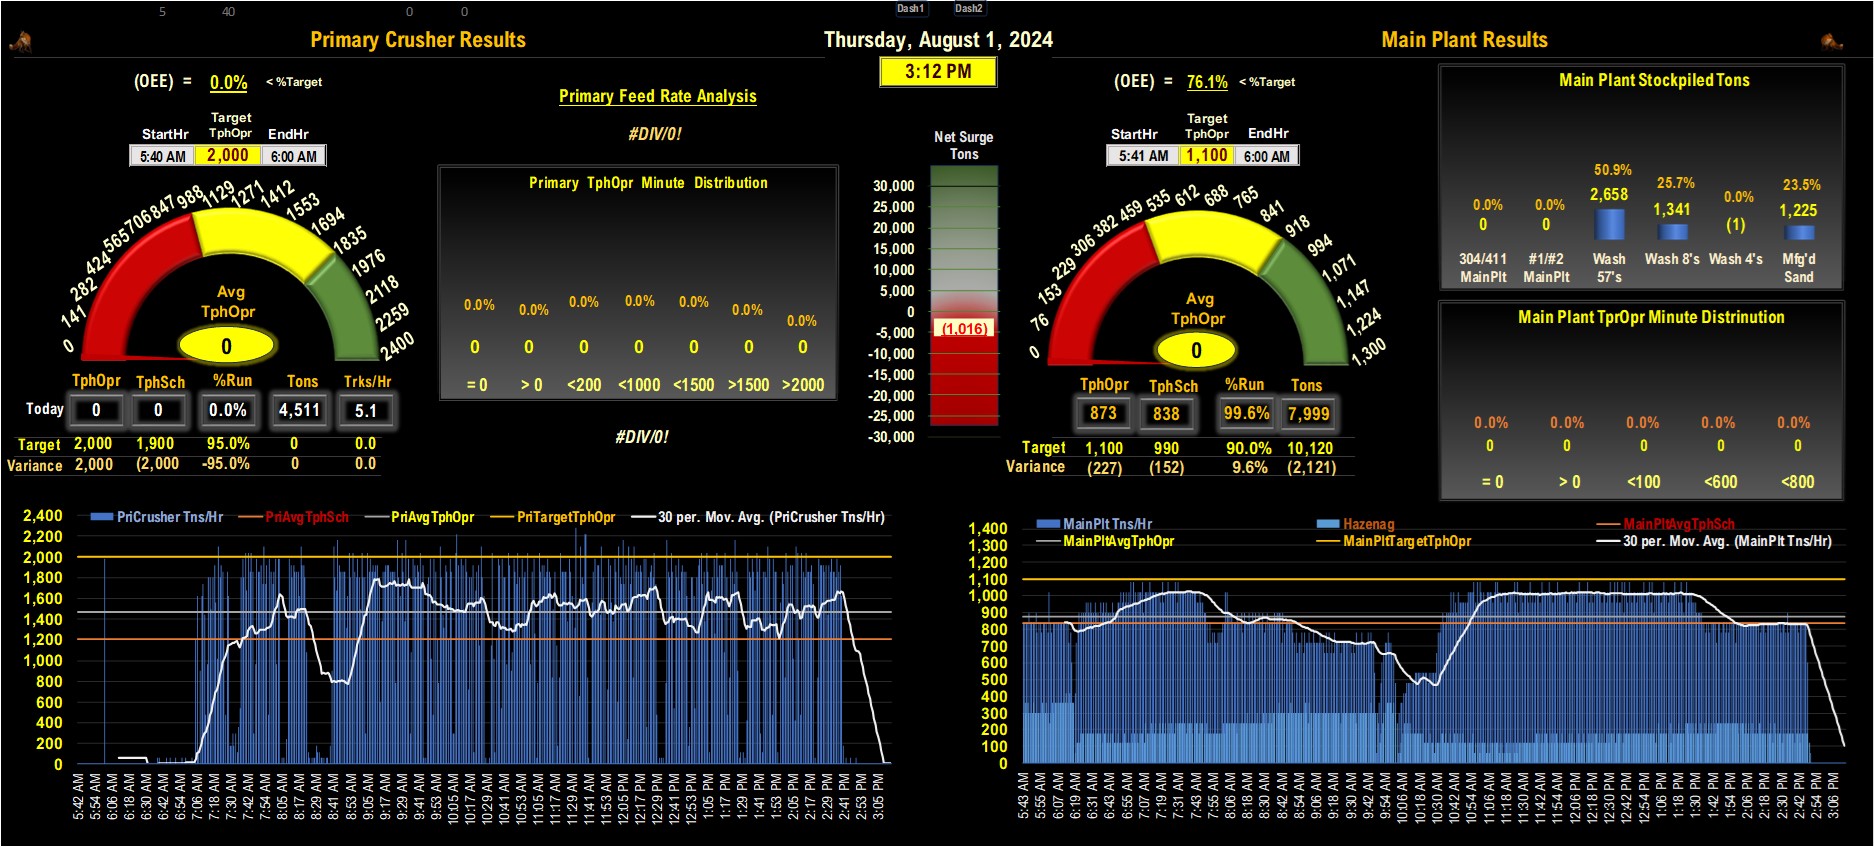 5 40 0 0
Dash1 Dash2
Primary Crusher Results
Thursday, August 1, 2024
Main Plant Results
3:12 PM
(OEE) = 0.0% < %Target
Target
StartHr TphOpr EndHr
5:40 AM 2,000 6:00 AM
0 141 282 424 565 706 847 988 1129 1271 1412 1553 1694 1835 1976 2118 2259 2400
Avg
TphOpr
0
TphOpr TphSch %Run Tons Trks/Hr
Today 0 0 0.0% 4,511 5.1
Target 2,000 1,900 95.0% 0 0.0
Variance 2,000 (2,000 -95.0% 0 0.0
Primary Feed Rate Analysis
#DIV/0!
Primary TphOpr Minute Distribution
0.0% 0.0% 0.0% 0.0% 0.0% 0.0% 0.0%
0 0 0 0 0 0 0
= 0 > 0 <200 <1000 <1500 >1500 >2000
#DIV/0!
Net Surge
Tons
30,000
25,000
20,000
15,000
10,000
5,000
0
(1,016)
-5,000
-10,000
-15,000
-20,000
-25,000
-30,000
(OEE) = 76.1% < %Target
Target
StartHr TphOpr EndHr
5:41 AM 1,100 6:00 AM
0 76 153 229 306 382 459 535 612 688 765 841 918 994 1,071 1,147 1,224 1,300
Avg
TphOpr
0
TphOpr TphSch %Run Tons
873 838 99.6% 7,999
Target 1,100 990 90.0% 10,120
Variance (227) (152) 9.6% (2,121)
Main Plant Stockpiled Tons
0.0% 0.0% 50.9% 25.7% 0.0% 23.5%
0 0 2,658 1,341 (1) 1,225
304/411 #1/#2 Wash Wash 8's Wash 4's Mfg'd
MainPlt MainPlt 57's Sand
Main Plant TprOpr Minute Distrinution
0.0% 0.0% 0.0% 0.0% 0.0%
0 0 0 0 0
= 0 > 0 <100 <600 <800
PriCrusher Tns/Hr PriAvgTphSch PriAvgTphOpr PriTargetTphOpr 30 per. Mov. Avg. (PriCrusher Tns/Hr)
2,400
2,200
2,000
1,800
1,600
1,400
1,200
1,000
800
600
400
200
0
5:42 AM 5:54 AM 6:06 AM 6:18 AM 6:30 AM 6:42 AM 6:54 AM 7:06 AM 7:18 AM 7:30 AM 7:42 AM 7:54 AM 8:05 AM 8:17 AM 8:29 AM 8:41 AM 8:53 AM 9:05 AM 9:17 AM 9:29 AM 9:41 AM 9:53 AM 10:05 AM 10:17 AM 10:29 AM 10:41 AM 10:53 AM 11:05 AM 11:17 AM 11:29 AM 11:41 AM 11:53 AM 12:05 PM 12:17 PM 12:29 PM 12:41 PM 12:53 PM 1:05 PM 1:17 PM 1:29 PM 1:41 PM 1:53 PM 2:05 PM 2:17 PM 2:29 PM 2:41 PM 2:53 PM 3:05 PM
MainPlt Tns/Hr Hazenag MainPltAvgTphSch
MainPltAvgTphOpr MainPltTargetTphOpr 30 per. Mov. Avg. (MainPlt Tns/Hr)
1,400
1,300
1,200
1,100
1,000
900
800
700
600
500
400
300
200
100
0
5:43 AM 5:55 AM 6:07 AM 6:19 AM 6:31 AM 6:43 AM 6:55 AM 7:07 AM 7:19 AM 7:31 AM 7:43 AM 7:55 AM 8:06 AM 8:18 AM 8:30 AM 8:42 AM 8:54 AM 9:06 AM 9:18 AM 9:30 AM 9:42 AM 9:54 AM 10:06 AM 10:18 AM 10:30 AM 10:42 AM 10:54 AM 11:06 AM 11:18 AM 11:30 AM 11:42 AM 11:54 AM 12:06 PM 12:18 PM 12:30 PM 12:42 PM 12:54 PM 1:06 PM 1:18 PM 1:30 PM 1:42 PM 1:54 PM 2:06 PM 2:18 PM 2:30 PM 2:42 PM 2:54 PM 3:06 PM